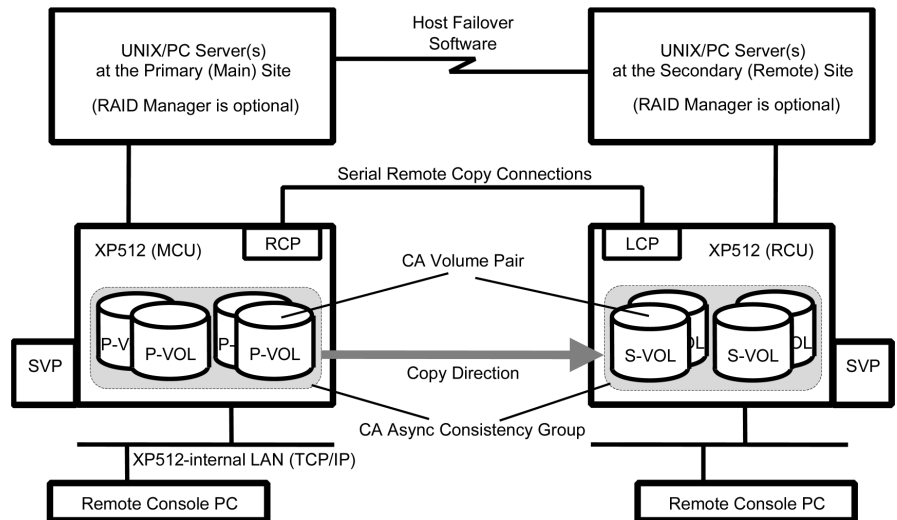 Host Failover
Software
UNIX/PC Server(s)
at the Primary (Main) Site
(RAID Manager is optional)
UNIX/PC Server(s)
at the Secondary (Remote) Site
(RAID Manager is optional)
Serial Remote Copy Connections
XP512 (MCU)
RCP
LCP
XP512 (RCU)
CA Volume Pair
P-V
P-VOL
P-
P-VOL
S-VOL
OL
S-VOL
OL
SVP
SVP
Copy Direction
CA Async Consistency Group
XP512-internal LAN (TCP/IP)
Remote Console PC
Remote Console PC